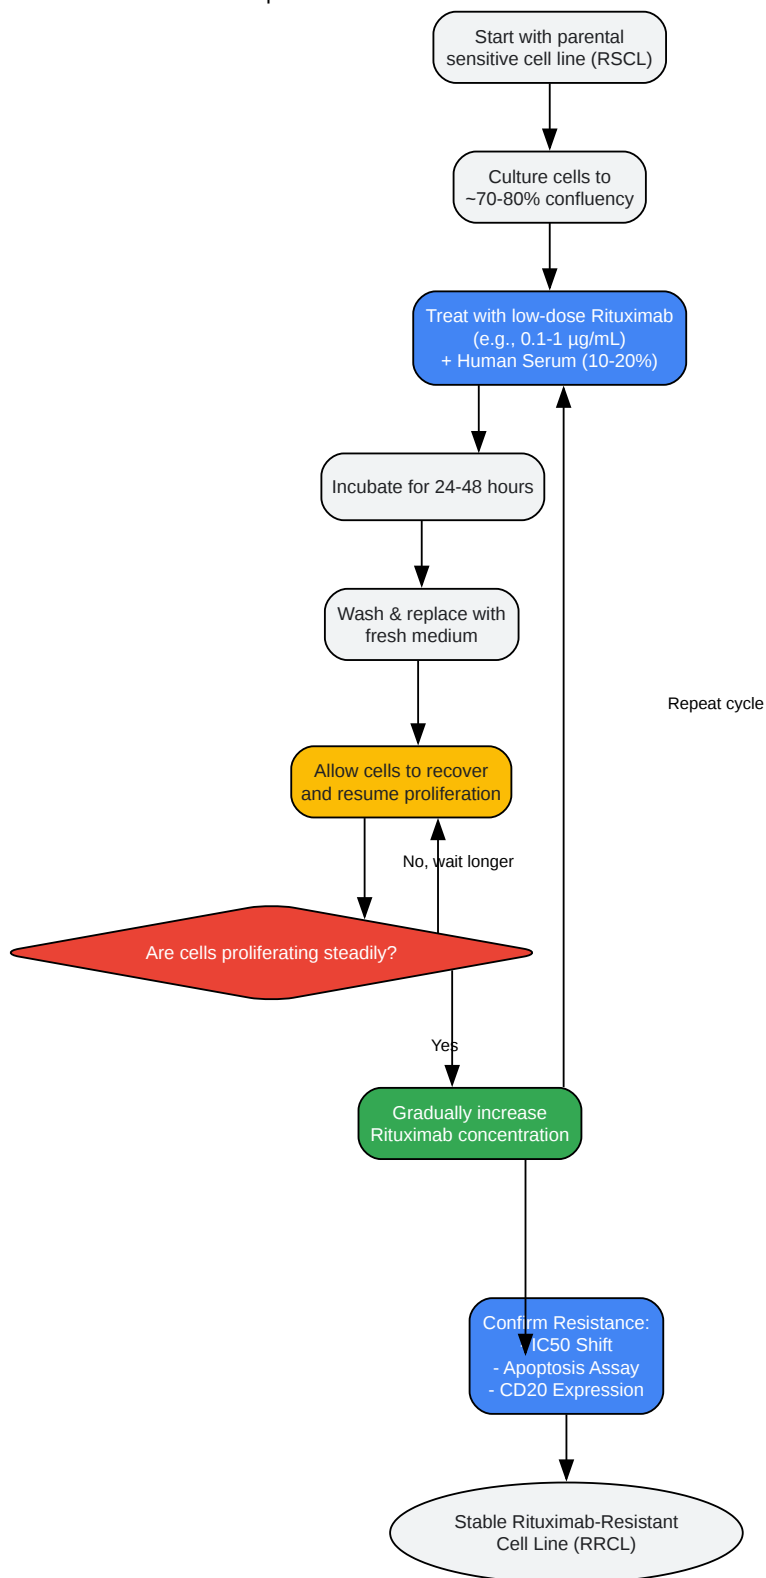 Start with parental
sensitive cell line (RSCL)
Culture cells to
~70-80% confluency
Treat with low-dose Rituximab
(e.g., 0.1-1 µg/mL)
+ Human Serum (10-20%)
Incubate for 24-48 hours
Wash & replace with
fresh medium
Repeat cycle
Allow cells to recover
and resume proliferation
No, wait longer
Are cells proliferating steadily?
Yes
Gradually increase
Rituximab concentration
Confirm Resistance:
- IC50 Shift
- Apoptosis Assay
- CD20 Expression
Stable Rituximab-Resistant
Cell Line (RRCL)